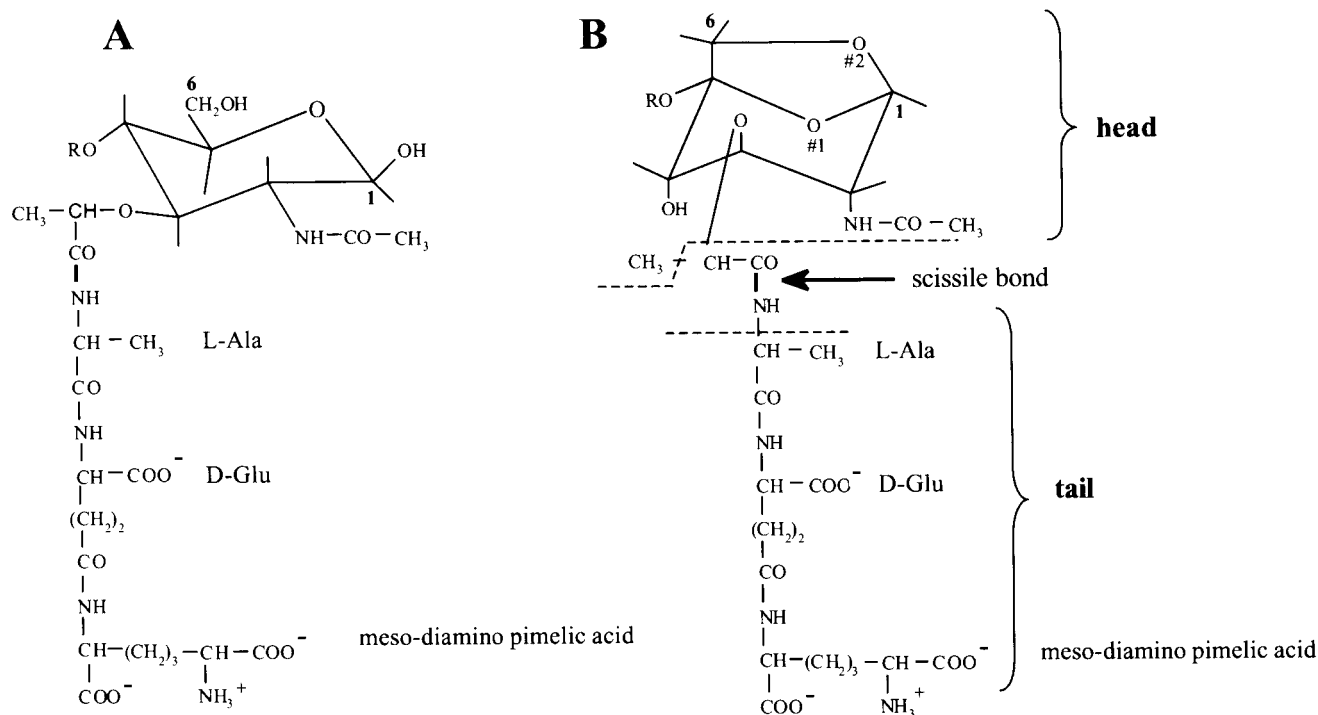 A
6
CH₂OH
O
RO
OH
1
CH₃–CH–O
NH–CO–CH₃
CO
NH
CH–CH₃ L-Ala
CO
NH
CH–COO⁻ D-Glu
(CH₂)₂
CO
NH
meso-diamino pimelic acid
CH–(CH₂)₃–CH–COO⁻
COO⁻ NH₃⁺
B
6
O
#2
RO
1
O
O
#1
head
OH
NH–CO–CH₃
CH₃–CH–CO
scissile bond
NH
CH–CH₃ L-Ala
CO
NH
CH–COO⁻ D-Glu
tail
(CH₂)₂
CO
NH
meso-diamino pimelic acid
CH–(CH₂)₃–CH–COO⁻
COO⁻ NH₃⁺